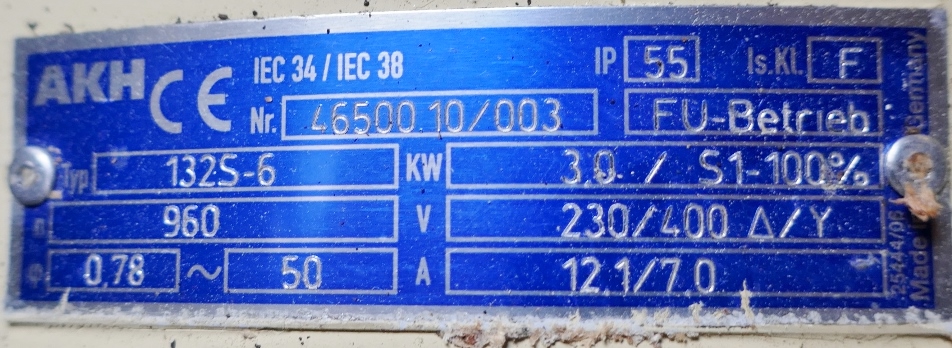 AKH CE IEC 34 / IEC 38 IP 55 Is.Kl. F
Nr. 46500.10/003 FU-Betrieb
Typ 132S-6 KW 3.0 / S1-100%
n 960 V 230/400 Δ/Y
φ 0.78 ~ 50 A 12.1/7.0
Made in Germany